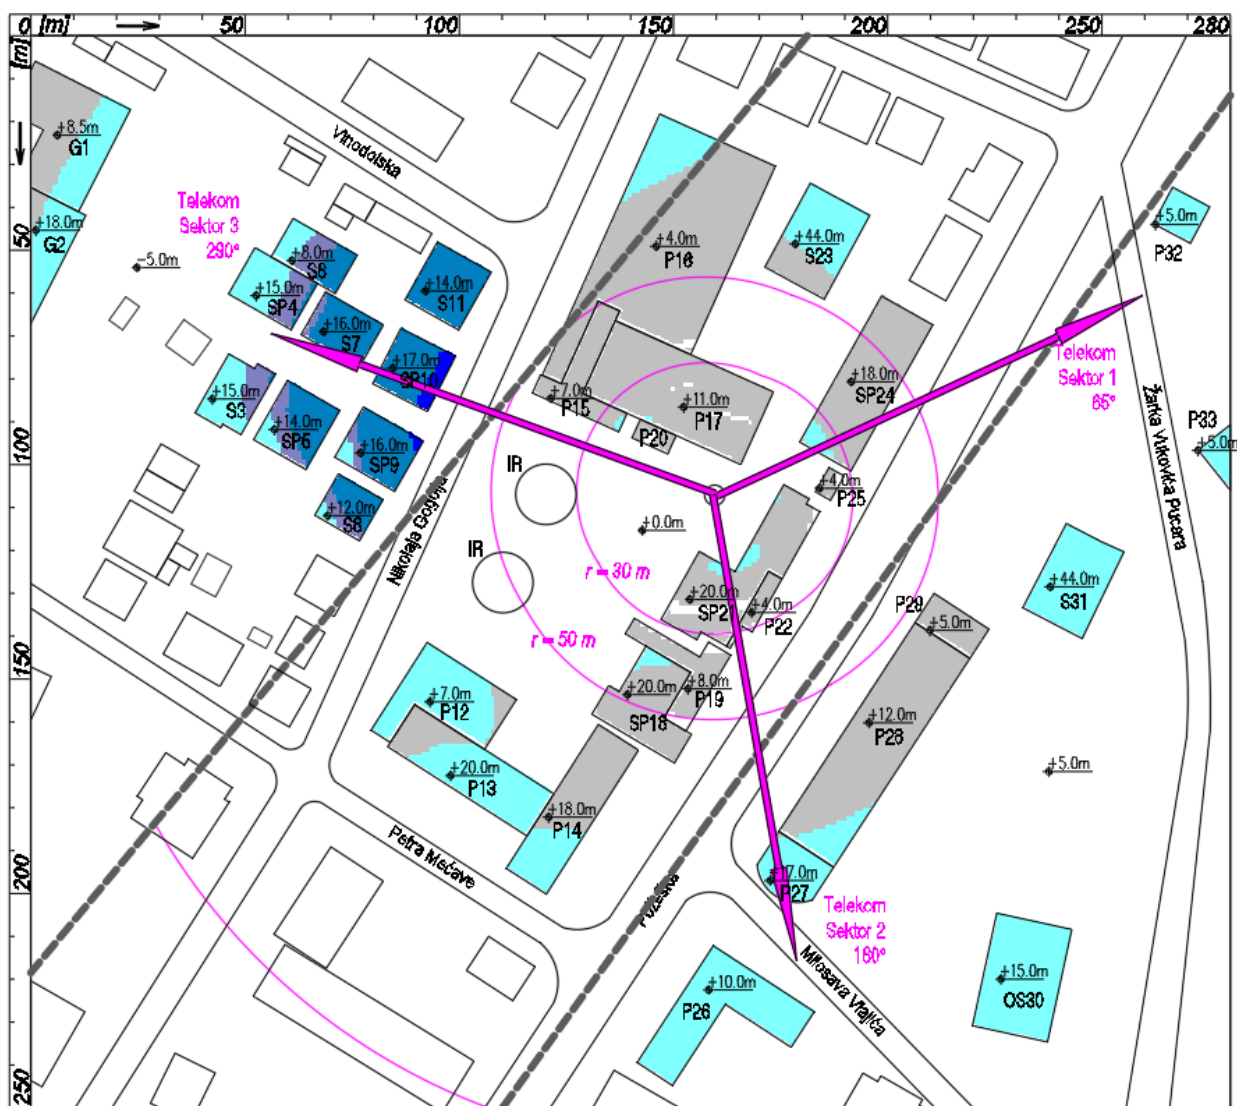 0 [m] 50 100 150 200 250 280
[m]
50
100
150
200
250
+8.5m
G1
+18.0m
G2
-5.0m
Telekom
Sektor 3
290°
Vihodolska
+8.0m
S6
+15.0m
SP4
+14.0m
S11
+16.0m
S7
+17.0m
SP10
+15.0m
S3
+14.0m
SP5
+16.0m
SP9
+12.0m
S8
+4.0m
P16
+44.0m
S23
+5.0m
P32
+7.0m
P15
+11.0m
P17
P20
+18.0m
SP24
Telekom
Sektor 1
65°
P33
+5.0m
+4.0m
P25
IR
IR
+0.0m
r = 30 m
r = 50 m
Nikolaja Gogolja
Žarka Vukovića Pucara
+20.0m
SP21
+4.0m
P22
+44.0m
S31
P29
+5.0m
+8.0m
P19
+20.0m
SP18
+7.0m
P12
+20.0m
P13
+18.0m
P14
+12.0m
P28
+5.0m
Petra Mećave
Požeška
+17.0m
P27
Telekom
Sektor 2
160°
Milosava Vlajića
+10.0m
P26
+15.0m
OS30